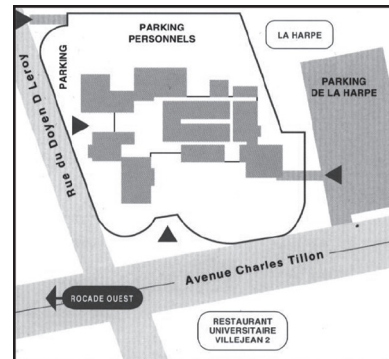 PARKING
PERSONNELS
LA HARPE
PARKING
PARKING
DE LA HARPE
Rue du Doyen D Leroy
Avenue Charles Tillon
ROCADE OUEST
RESTAURANT
UNIVERSITAIRE
VILLEJEAN 2